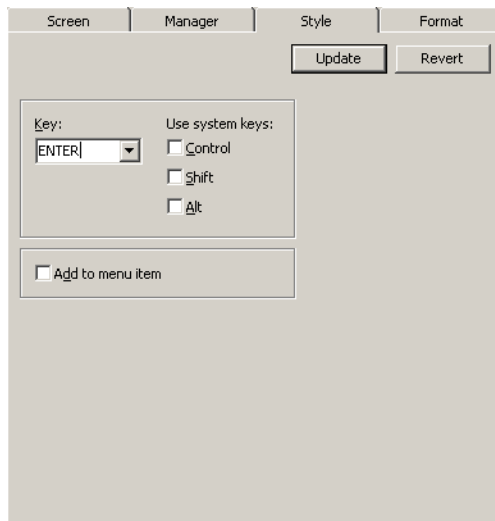 Screen Manager Style Format
Update Revert
Key: Use system keys:
ENTER Control
Shift
Alt
Add to menu item